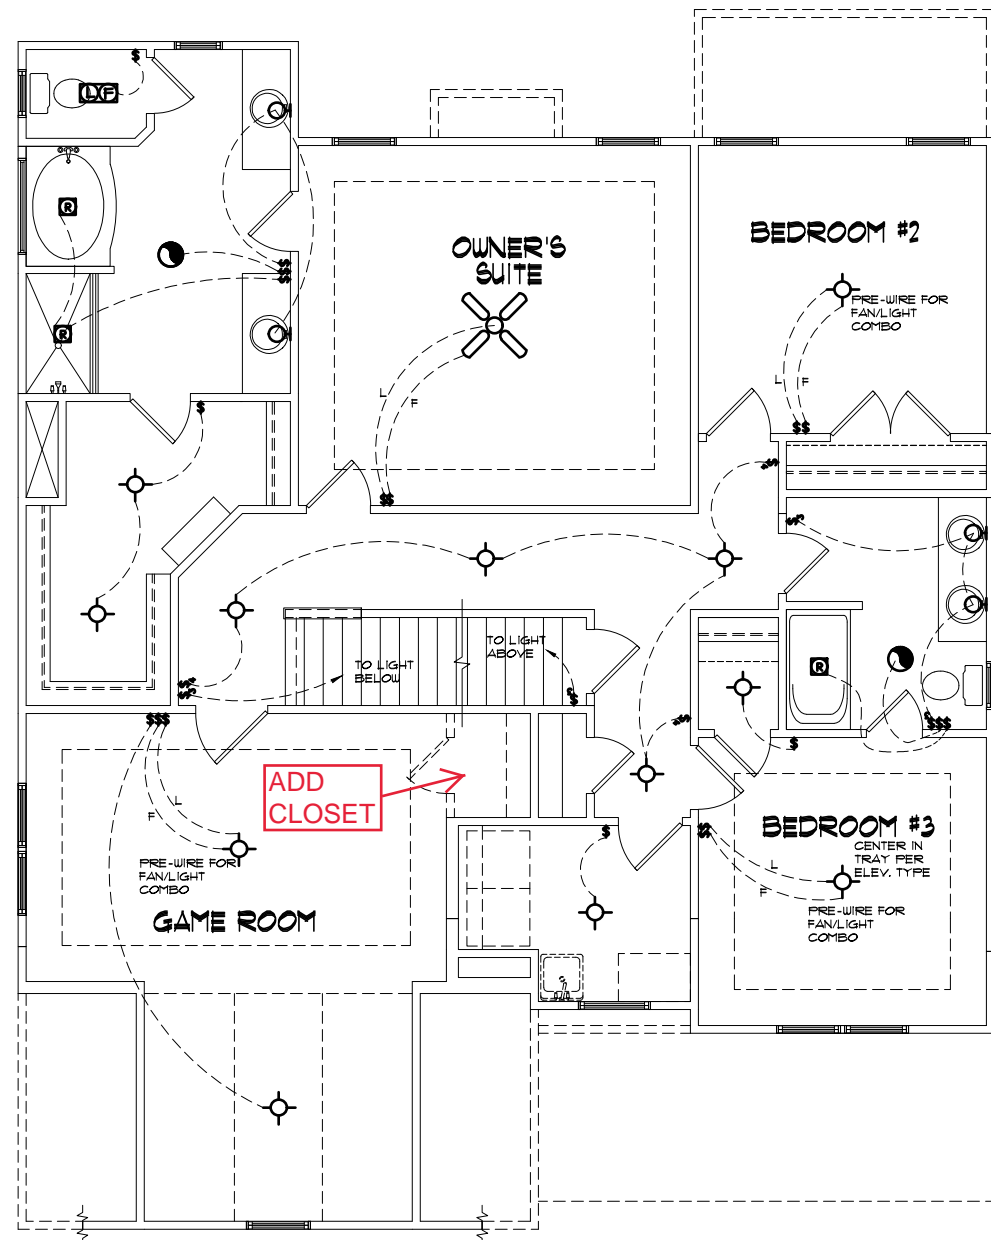 L F
R
R
OWNER'S
SUITE
L
F
BEDROOM #2
PRE-WIRE FOR
FAN/LIGHT
COMBO
L F
$
$
$
$
$
$
$$
$$
$3
TO LIGHT
ABOVE
TO LIGHT
BELOW
R
$$$
$$$
$
ADD
CLOSET
L
F
PRE-WIRE FOR
FAN/LIGHT
COMBO
GAME ROOM
$
$$
BEDROOM #3
CENTER IN
TRAY PER
ELEV. TYPE
L
F
PRE-WIRE FOR
FAN/LIGHT
COMBO